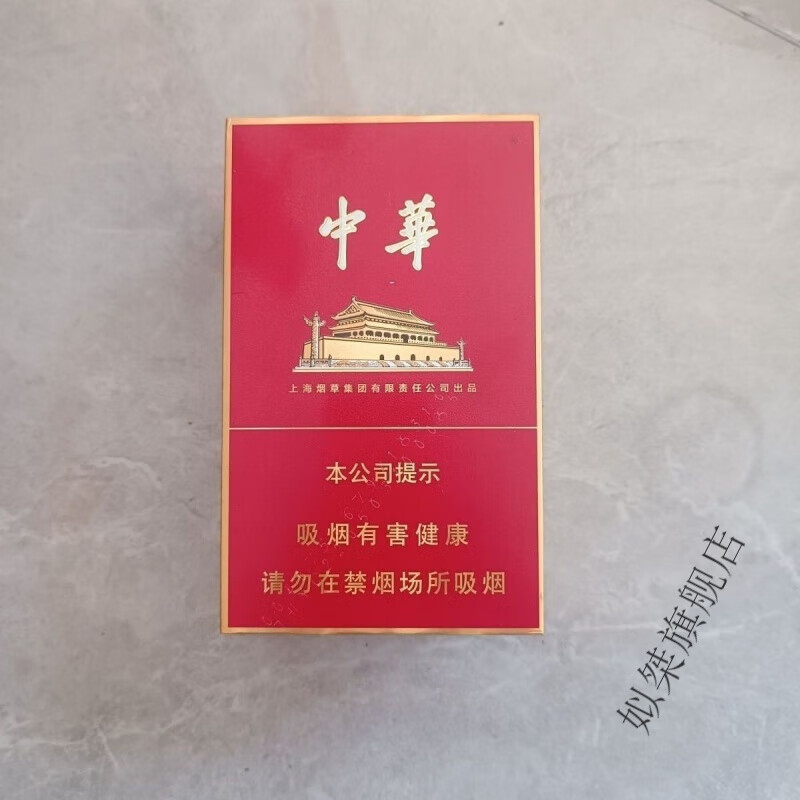 中華
上海烟草集团有限责任公司出品
本公司提示
吸烟有害健康
请勿在禁烟场所吸烟
姒桀旗舰店